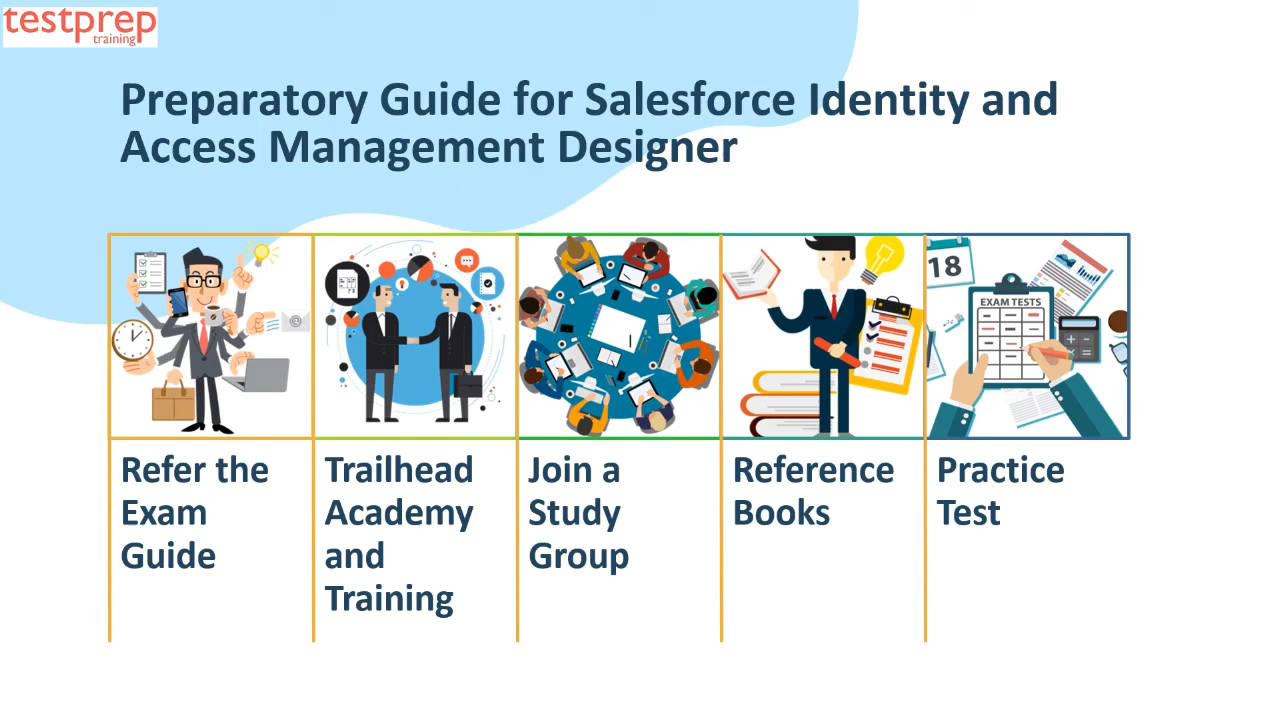 testprep
training
Preparatory Guide for Salesforce Identity and
Access Management Designer
18
EXAM TESTS
@
Refer the
Exam
Guide
Trailhead
Academy
and
Training
Join a
Study
Group
Reference
Books
Practice
Test